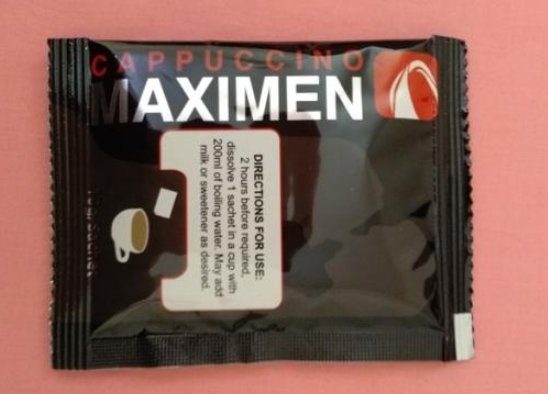 CAPPUCCINO
MAXIMEN
DIRECTIONS FOR USE:
2 hours before required,
dissolve 1 sachet in a cup with
200ml of boiling water. May add
milk or sweetener as desired.